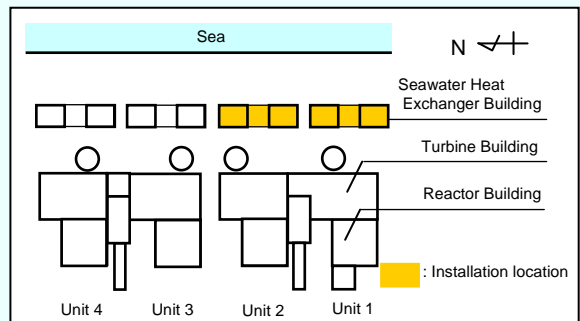 Sea
N
Seawater Heat
Exchanger Building
Turbine Building
Reactor Building
: Installation location
Unit 4 Unit 3 Unit 2 Unit 1